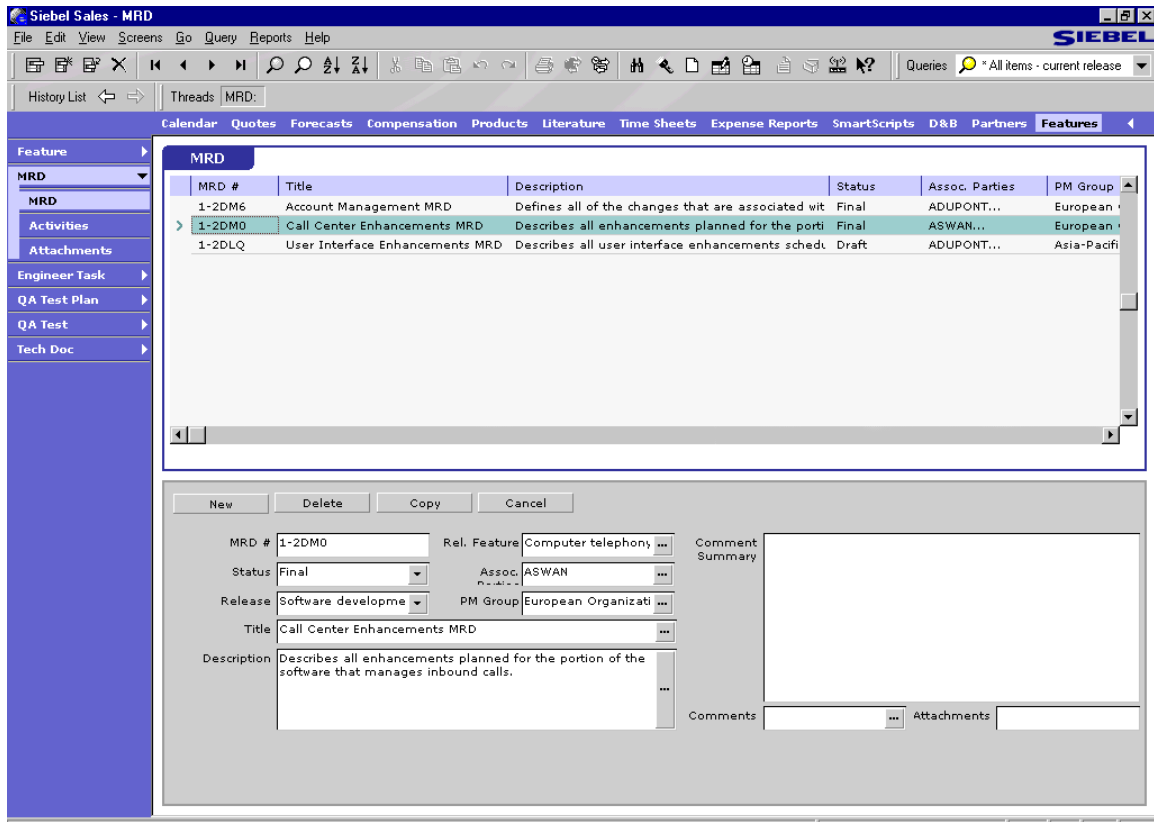 Siebel Sales - MRD
File Edit View Screens Go Query Reports Help
SIEBEL
Queries * All items - current release
History List Threads MRD:
Calendar Quotes Forecasts Compensation Products Literature Time Sheets Expense Reports SmartScripts D&B Partners Features
Feature
MRD
MRD
Activities
Attachments
Engineer Task
QA Test Plan
QA Test
Tech Doc
MRD
MRD # Title Description Status Assoc. Parties PM Group
1-2DM6 Account Management MRD Defines all of the changes that are associated wit Final ADUPONT... European
1-2DM0 Call Center Enhancements MRD Describes all enhancements planned for the porti Final ASWAN... European
1-2DLQ User Interface Enhancements MRD Describes all user interface enhancements schedu Draft ADUPONT... Asia-Pacifi
New Delete Copy Cancel
MRD # 1-2DM0 Rel. Feature Computer telephony ... Comment
Summary
Status Final Assoc. ASWAN ...
Release Software developme PM Group European Organizati ...
Title Call Center Enhancements MRD ...
Description Describes all enhancements planned for the portion of the
software that manages inbound calls.
...
Comments ... Attachments